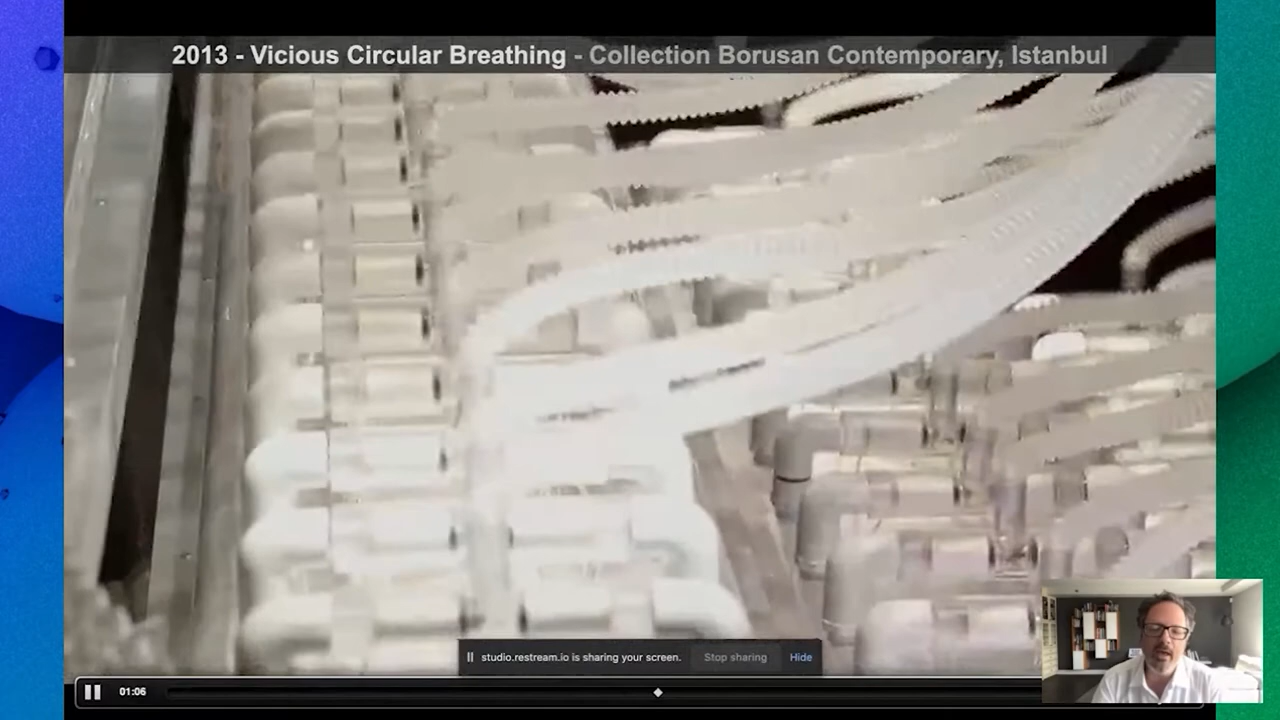 2013 - Vicious Circular Breathing - Collection Borusan Contemporary, Istanbul
studio.restream.io is sharing your screen. Stop sharing Hide
01:06